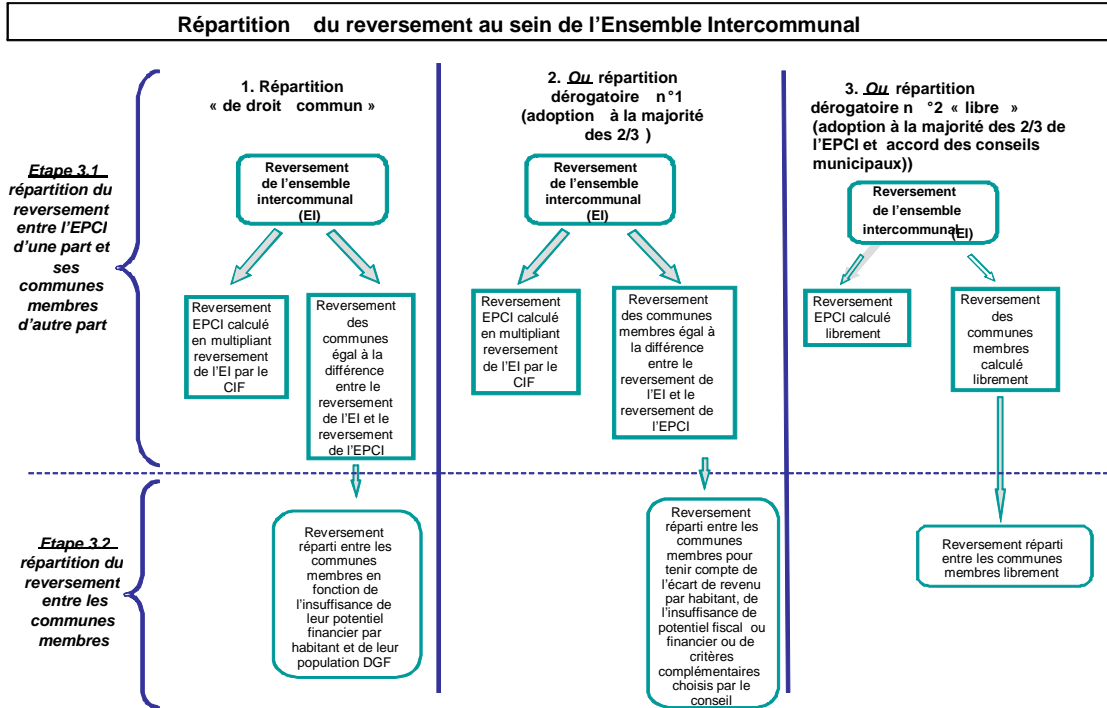 Répartition du reversement au sein de l'Ensemble Intercommunal
1. Répartition
« de droit commun »
2. Ou répartition
dérogatoire n°1
(adoption à la majorité
des 2/3 )
3. Ou répartition
dérogatoire n °2 « libre »
(adoption à la majorité des 2/3 de
l'EPCI et accord des conseils
municipaux))
Etape 3.1
répartition du
reversement
entre l'EPCI
d'une part et
ses
communes
membres
d'autre part
Reversement
de l'ensemble
intercommunal
(EI)
Reversement
EPCI calculé
en multipliant
reversement
de l'EI par le
CIF
Reversement
des
communes
égal à la
différence
entre le
reversement
de l'EI et le
reversement
de l'EPCI
Reversement
de l'ensemble
intercommunal
(EI)
Reversement
EPCI calculé
en multipliant
reversement
de l'EI par le
CIF
Reversement
des communes
membres égal à
la différence
entre le
reversement de
l'EI et le
reversement de
l'EPCI
Reversement
de l'ensemble
intercommunal (EI)
Reversement
EPCI calculé
librement
Reversement
des
communes
membres
calculé
librement
Etape 3.2
répartition du
reversement
entre les
communes
membres
Reversement
réparti entre les
communes
membres en
fonction de
l'insuffisance de
leur potentiel
financier par
habitant et de leur
population DGF
Reversement
réparti entre les
communes
membres pour
tenir compte de
l'écart de revenu
par habitant, de
l'insuffisance de
potentiel fiscal ou
financier ou de
critères
complémentaires
choisis par le
conseil
Reversement réparti
entre les communes
membres librement